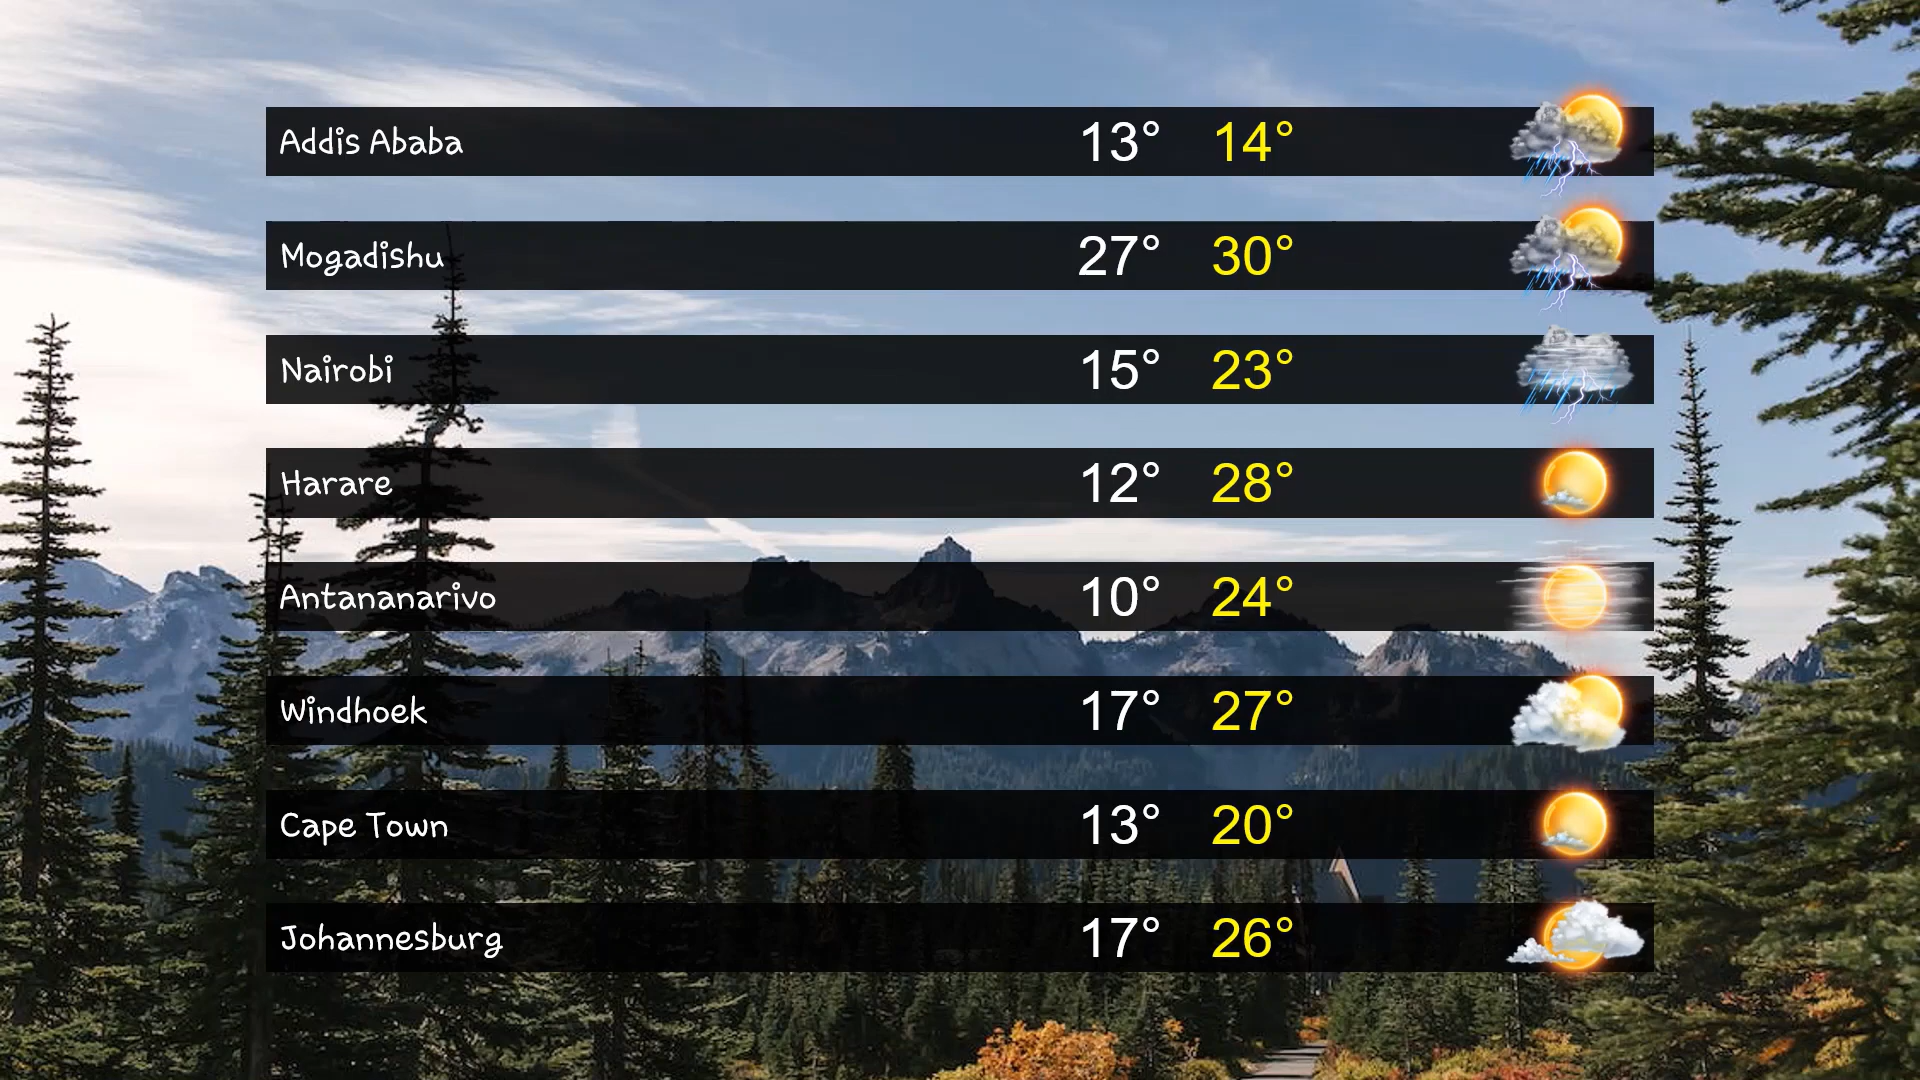 Addis Ababa 13° 14°
Mogadishu 27° 30°
Nairobi 15° 23°
Harare 12° 28°
Antananarivo 10° 24°
Windhoek 17° 27°
Cape Town 13° 20°
Johannesburg 17° 26°